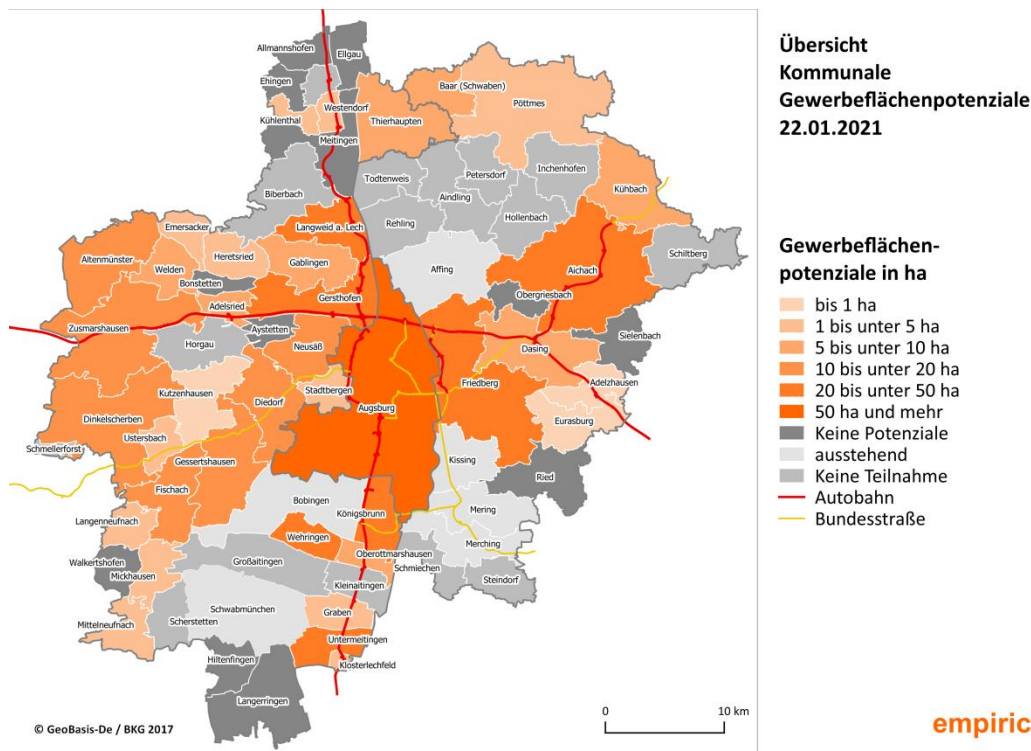 Übersicht
Kommunale
Gewerbeflächenpotenziale
22.01.2021
Gewerbeflächen-
potenziale in ha
bis 1 ha
1 bis unter 5 ha
5 bis unter 10 ha
10 bis unter 20 ha
20 bis unter 50 ha
50 ha und mehr
Keine Potenziale
ausstehend
Keine Teilnahme
Autobahn
Bundesstraße
Allmannshofen
Ellgau
Ehingen
Baar (Schwaben)
Pöttmes
Westendorf
Kühlenthal
Thierhaupten
Meitingen
Inchenhofen
Petersdorf
Todtenweis
Kühbach
Biberbach
Aindling
Hollenbach
Rehling
Emersacker
Langweid a. Lech
Schiltberg
Altenmünster
Heretsried
Gablingen
Affing
Aichach
Welden
Bonstetten
Obergriesbach
Gersthofen
Adelsried
Zusmarshausen
Aystetten
Sielenbach
Horgau
Neusäß
Dasing
Adelzhausen
Kutzenhausen
Stadtbergen
Friedberg
Diedorf
Augsburg
Dinkelscherben
Eurasburg
Ustersbach
Schmellerforst
Gessertshausen
Kissing
Ried
Fischach
Bobingen
Königsbrunn
Mering
Langenneufnach
Wehringen
Merching
Oberottmarshausen
Walkertshofen
Großaitingen
Schmiechen
Mickhausen
Kleinaitingen
Steindorf
Schwabmünchen
Graben
Mittelneufnach
Scherstetten
Untermeitingen
Hiltenfingen
Klosterlechfeld
Langerringen
© GeoBasis-De / BKG 2017
0 10 km
empiric